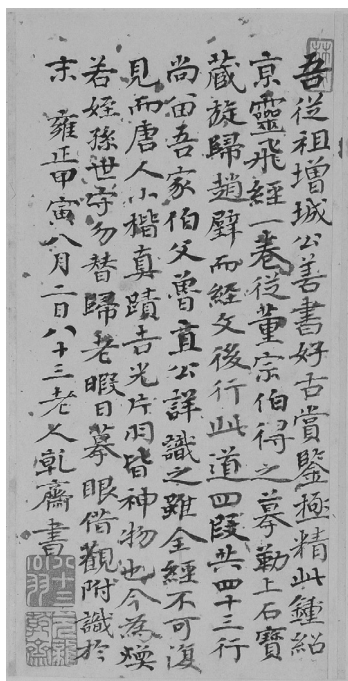 吾從祖增城公善書好古賞鑒極精此鍾紹
京靈飛經一卷從董宗伯得之摹勒上石寶
藏旋歸趙璧而經文後行此道四段共四十三行
尚留吾家伯父曾直公詳識之雖全經不可復
見而唐人小楷真蹟吉光片羽皆神物也今為煐
若姪孫世守勿替歸老暇日摹眼借觀附識於
末 雍正甲寅八月二日八十三老人乾齋書